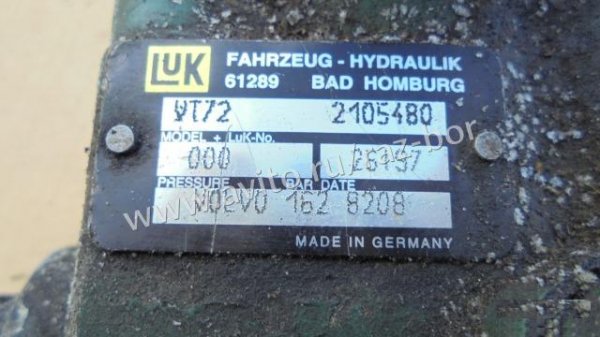 LUK FAHRZEUG - HYDRAULIK
61289 BAD HOMBURG
VT72 2105480
MODEL + LuK-No.
000
PRESSURE BAR DATE
162 8208
MADE IN GERMANY